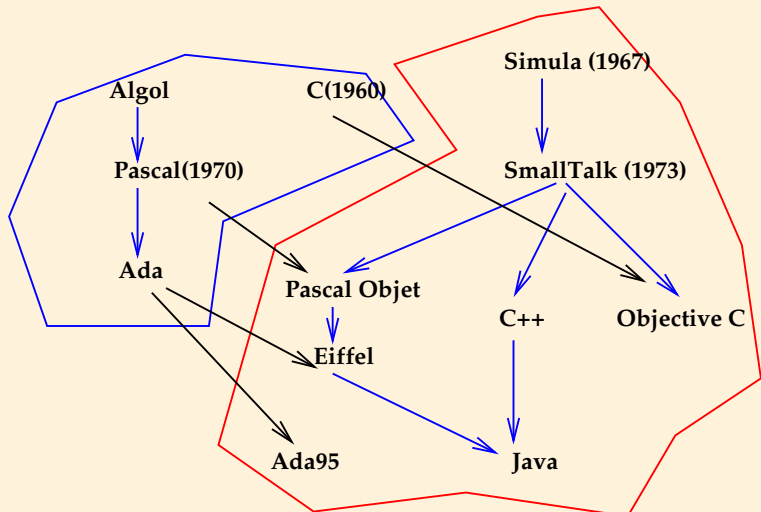 Simula (1967)
Algol
C(1960)
Pascal(1970)
SmallTalk (1973)
Ada
Pascal Objet
C++
Objective C
Eiffel
Ada95
Java